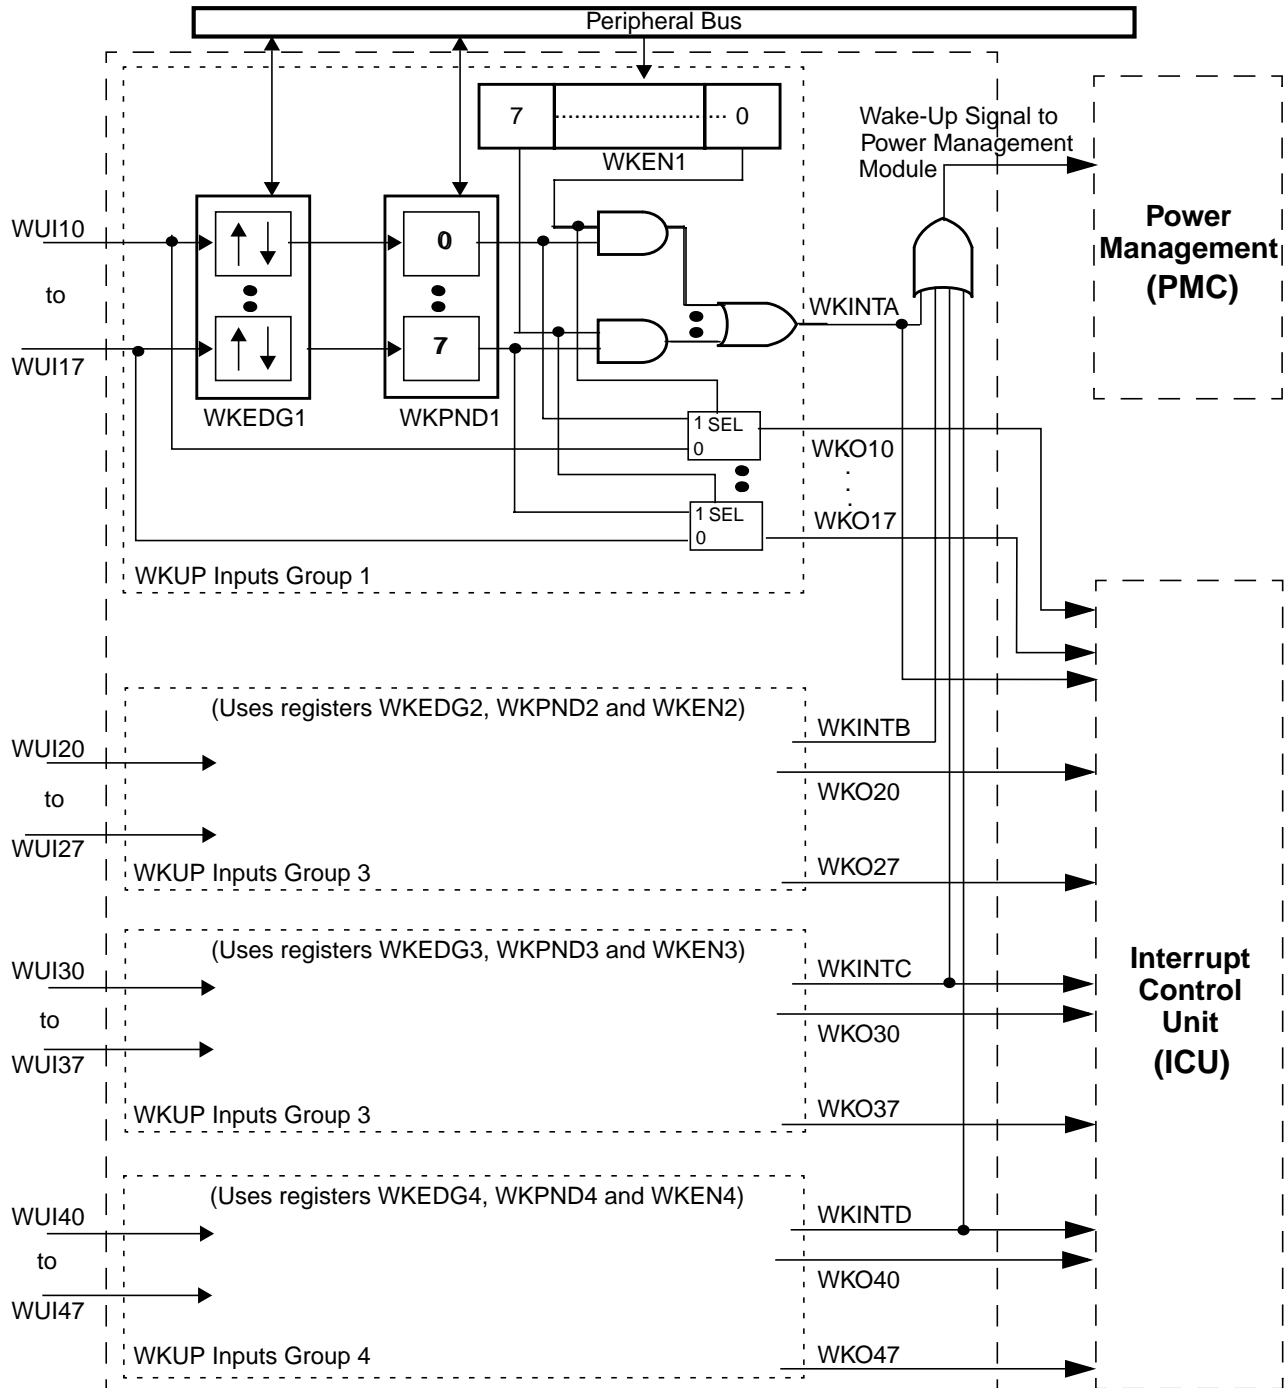 Peripheral Bus
7 0
WKEN1
Wake-Up Signal to
Power Management
Module
Power
Management
(PMC)
WUI10
to
WUI17
0
7
WKEDG1
WKPND1
WKINTA
1 SEL
0
WKO10
1 SEL
0
WKO17
WKUP Inputs Group 1
(Uses registers WKEDG2, WKPND2 and WKEN2)
WUI20
to
WUI27
WKINTB
WKO20
WKO27
WKUP Inputs Group 3
(Uses registers WKEDG3, WKPND3 and WKEN3)
WUI30
to
WUI37
WKINTC
WKO30
WKO37
WKUP Inputs Group 3
Interrupt
Control
Unit
(ICU)
(Uses registers WKEDG4, WKPND4 and WKEN4)
WUI40
to
WUI47
WKINTD
WKO40
WKO47
WKUP Inputs Group 4